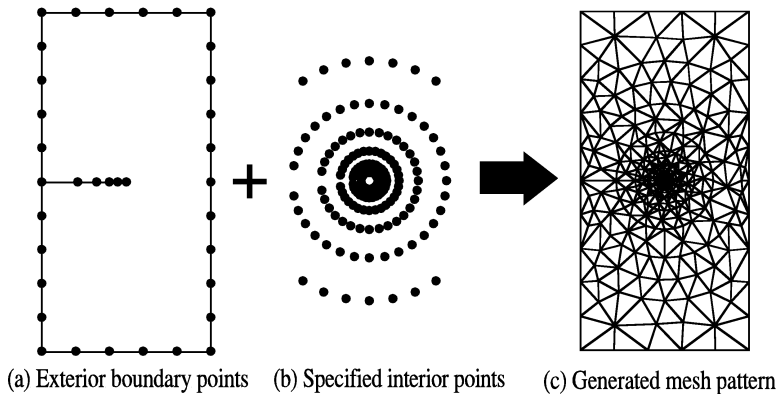 (a) Exterior boundary points
(b) Specified interior points
(c) Generated mesh pattern